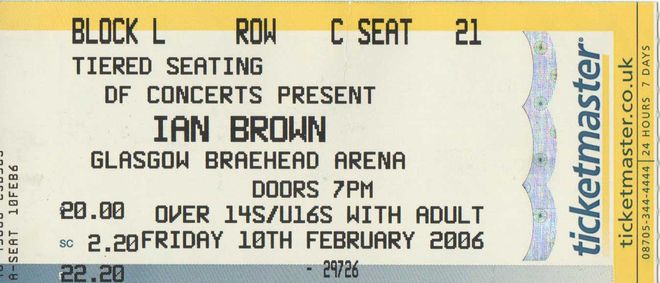 BLOCK L ROW C SEAT 21
TIERED SEATING
DF CONCERTS PRESENT
IAN BROWN
GLASGOW BRAEHEAD ARENA
DOORS 7PM
20.00 OVER 14S/U16S WITH ADULT
SC 2.20 FRIDAY 10TH FEBRUARY 2006
22.20 - 29726
ticketmaster®
ticketmaster.co.uk
08705-344-4444 | 24 HOURS 7 DAYS
A-SEAT 10FEB6